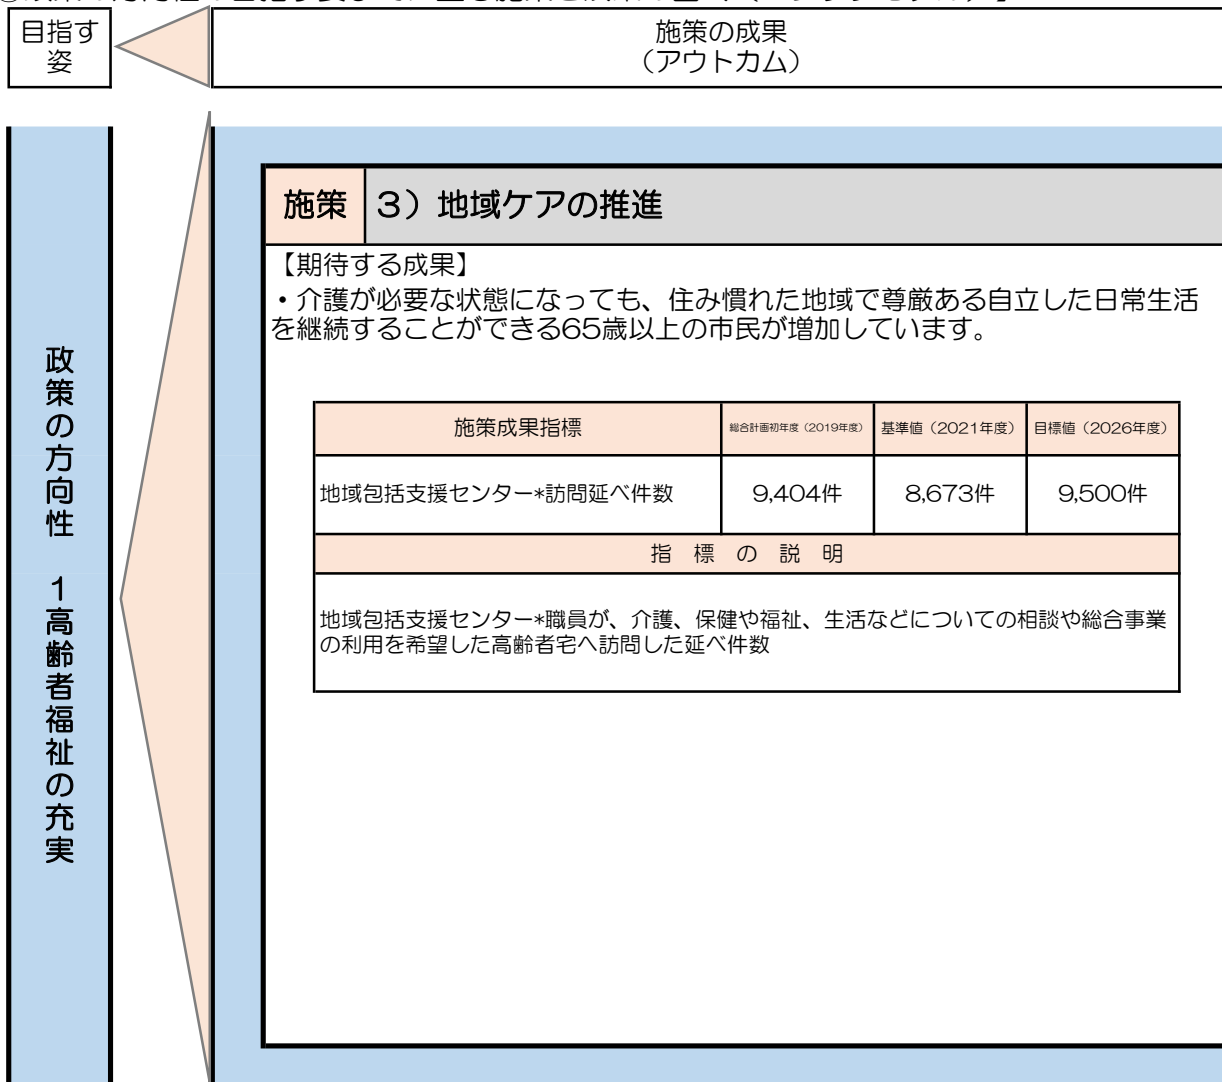 目指す
姿
施策の成果
（アウトカム）
政策の方向性　１高齢者福祉の充実
施策
３）地域ケアの推進
【期待する成果】
・介護が必要な状態になっても、住み慣れた地域で尊厳ある自立した日常生活
を継続することができる65歳以上の市民が増加しています。
施策成果指標
総合計画初年度（2019年度）
基準値（2021年度）
目標値（2026年度）
地域包括支援センター*訪問延べ件数
9,404件
8,673件
9,500件
指　標　の　説　明
地域包括支援センター*職員が、介護、保健や福祉、生活などについての相談や総合事業
の利用を希望した高齢者宅へ訪問した延べ件数